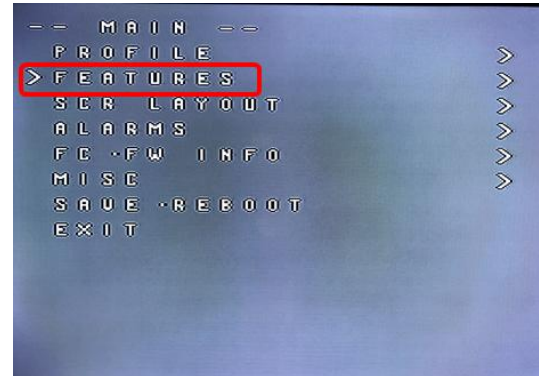 -- MAIN --
PROFILE >
> FEATURES >
SCR LAYOUT >
ALARMS >
FC·FW INFO >
MISC >
SAVE·REBOOT
EXIT